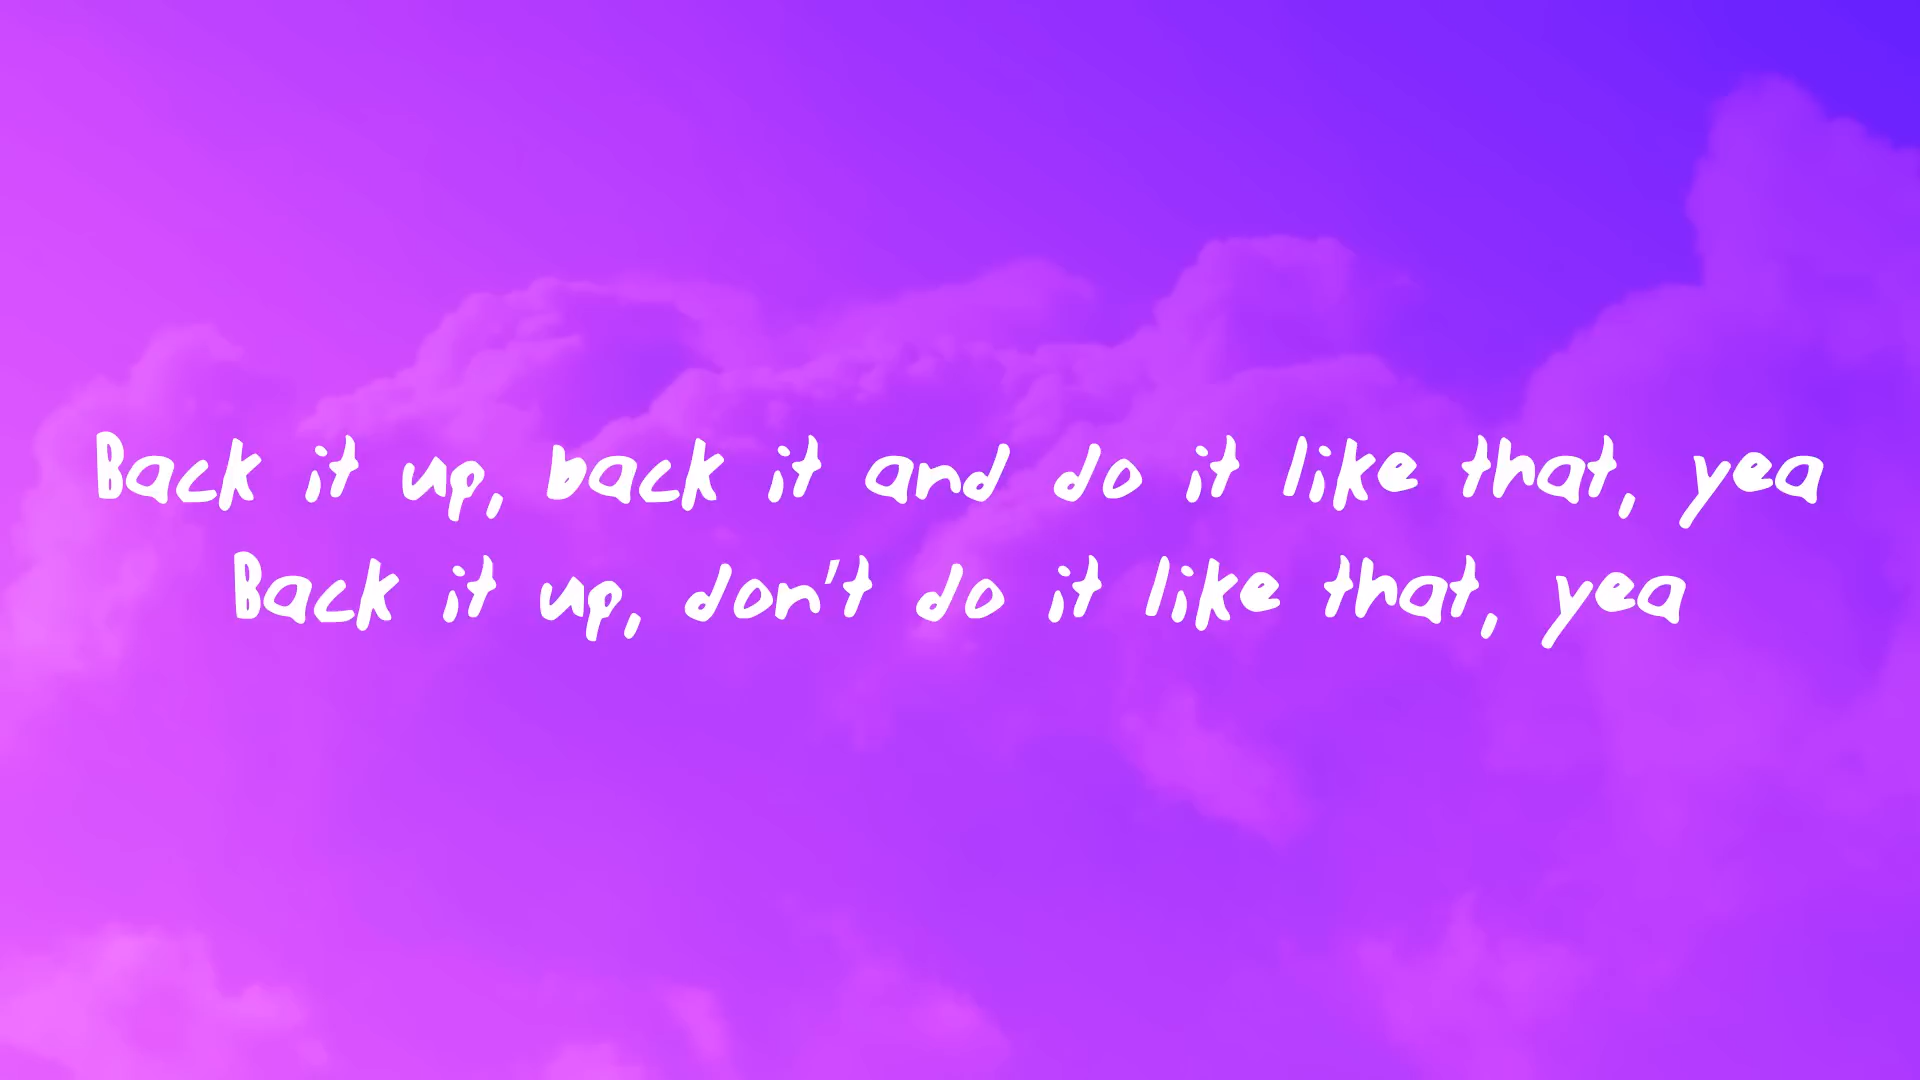 Back it up, back it and do it like that, yea
Back it up, don't do it like that, yea